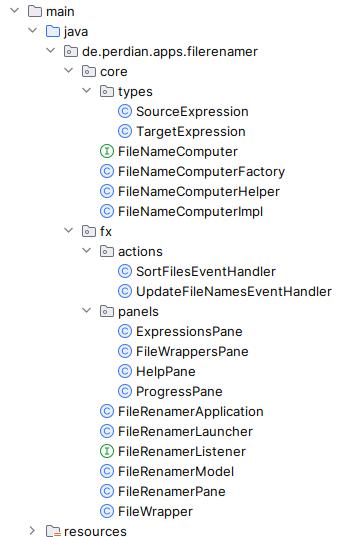 main
java
de.perdian.apps.filerenamer
core
types
C SourceExpression
C TargetExpression
I FileNameComputer
C FileNameComputerFactory
C FileNameComputerHelper
C FileNameComputerImpl
fx
actions
C SortFilesEventHandler
C UpdateFileNamesEventHandler
panels
C ExpressionsPane
C FileWrappersPane
C HelpPane
C ProgressPane
C FileRenamerApplication
C FileRenamerLauncher
I FileRenamerListener
C FileRenamerModel
C FileRenamerPane
C FileWrapper
resources